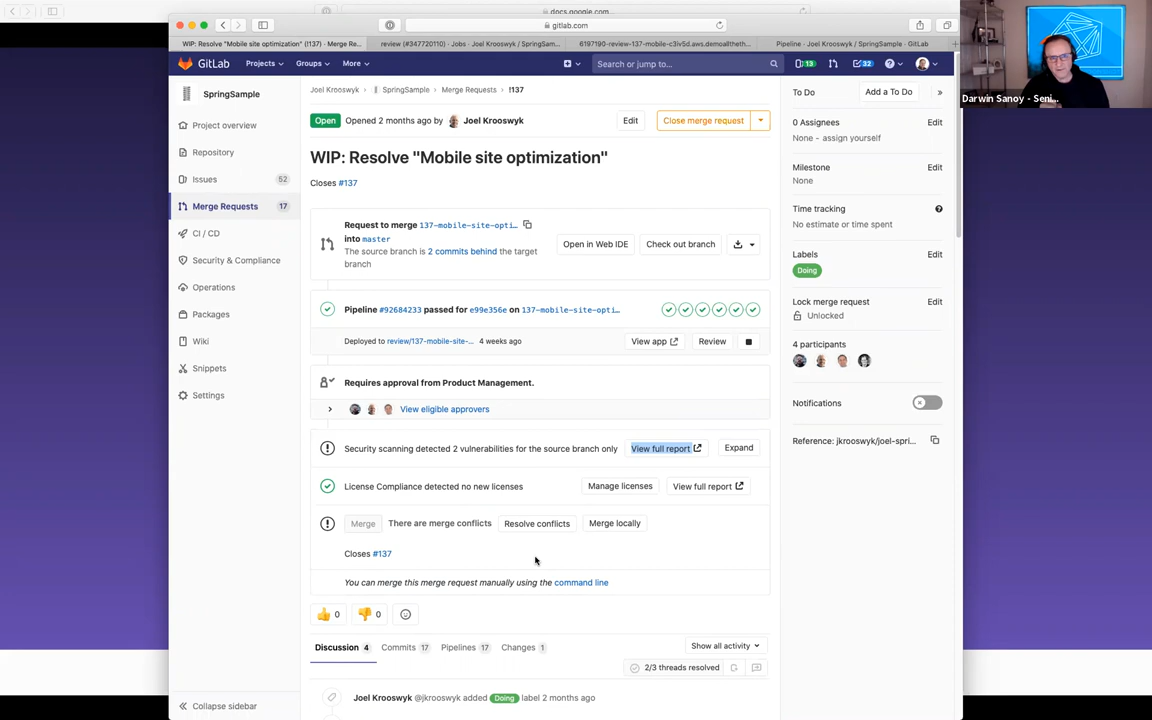 docs.google.com
gitlab.com
WIP: Resolve "Mobile site optimization" (!137) · Merge Re...
review (#347720110) · Jobs · Joel Krooswyk / SpringSam...
6197190-review-137-mobile-c3iv5d.aws.demoalltheth...
Pipeline · Joel Krooswyk / SpringSample · GitLab
GitLab
Projects
Groups
More
Search or jump to...
13
32
Darwin Sanoy - Seni...
SpringSample
Project overview
Repository
Issues 52
Merge Requests 17
CI / CD
Security & Compliance
Operations
Packages
Wiki
Snippets
Settings
Collapse sidebar
Joel Krooswyk > SpringSample > Merge Requests > !137
Open Opened 2 months ago by Joel Krooswyk Edit Close merge request
WIP: Resolve "Mobile site optimization"
Closes #137
Request to merge 137-mobile-site-opti...
into master
The source branch is 2 commits behind the target
branch
Open in Web IDE Check out branch
Pipeline #92684233 passed for e99e356e on 137-mobile-site-opti...
Deployed to review/137-mobile-site-... 4 weeks ago View app Review
Requires approval from Product Management.
View eligible approvers
Security scanning detected 2 vulnerabilities for the source branch only View full report Expand
License Compliance detected no new licenses Manage licenses View full report
Merge There are merge conflicts Resolve conflicts Merge locally
Closes #137
You can merge this merge request manually using the command line
0 0
Discussion 4 Commits 17 Pipelines 17 Changes 1 Show all activity
2/3 threads resolved
Joel Krooswyk @jkrooswyk added Doing label 2 months ago
To Do Add a To Do »
0 Assignees Edit
None - assign yourself
Milestone Edit
None
Time tracking
No estimate or time spent
Labels Edit
Doing
Lock merge request Edit
Unlocked
4 participants
Notifications
Reference: jkrooswyk/joel-spri...